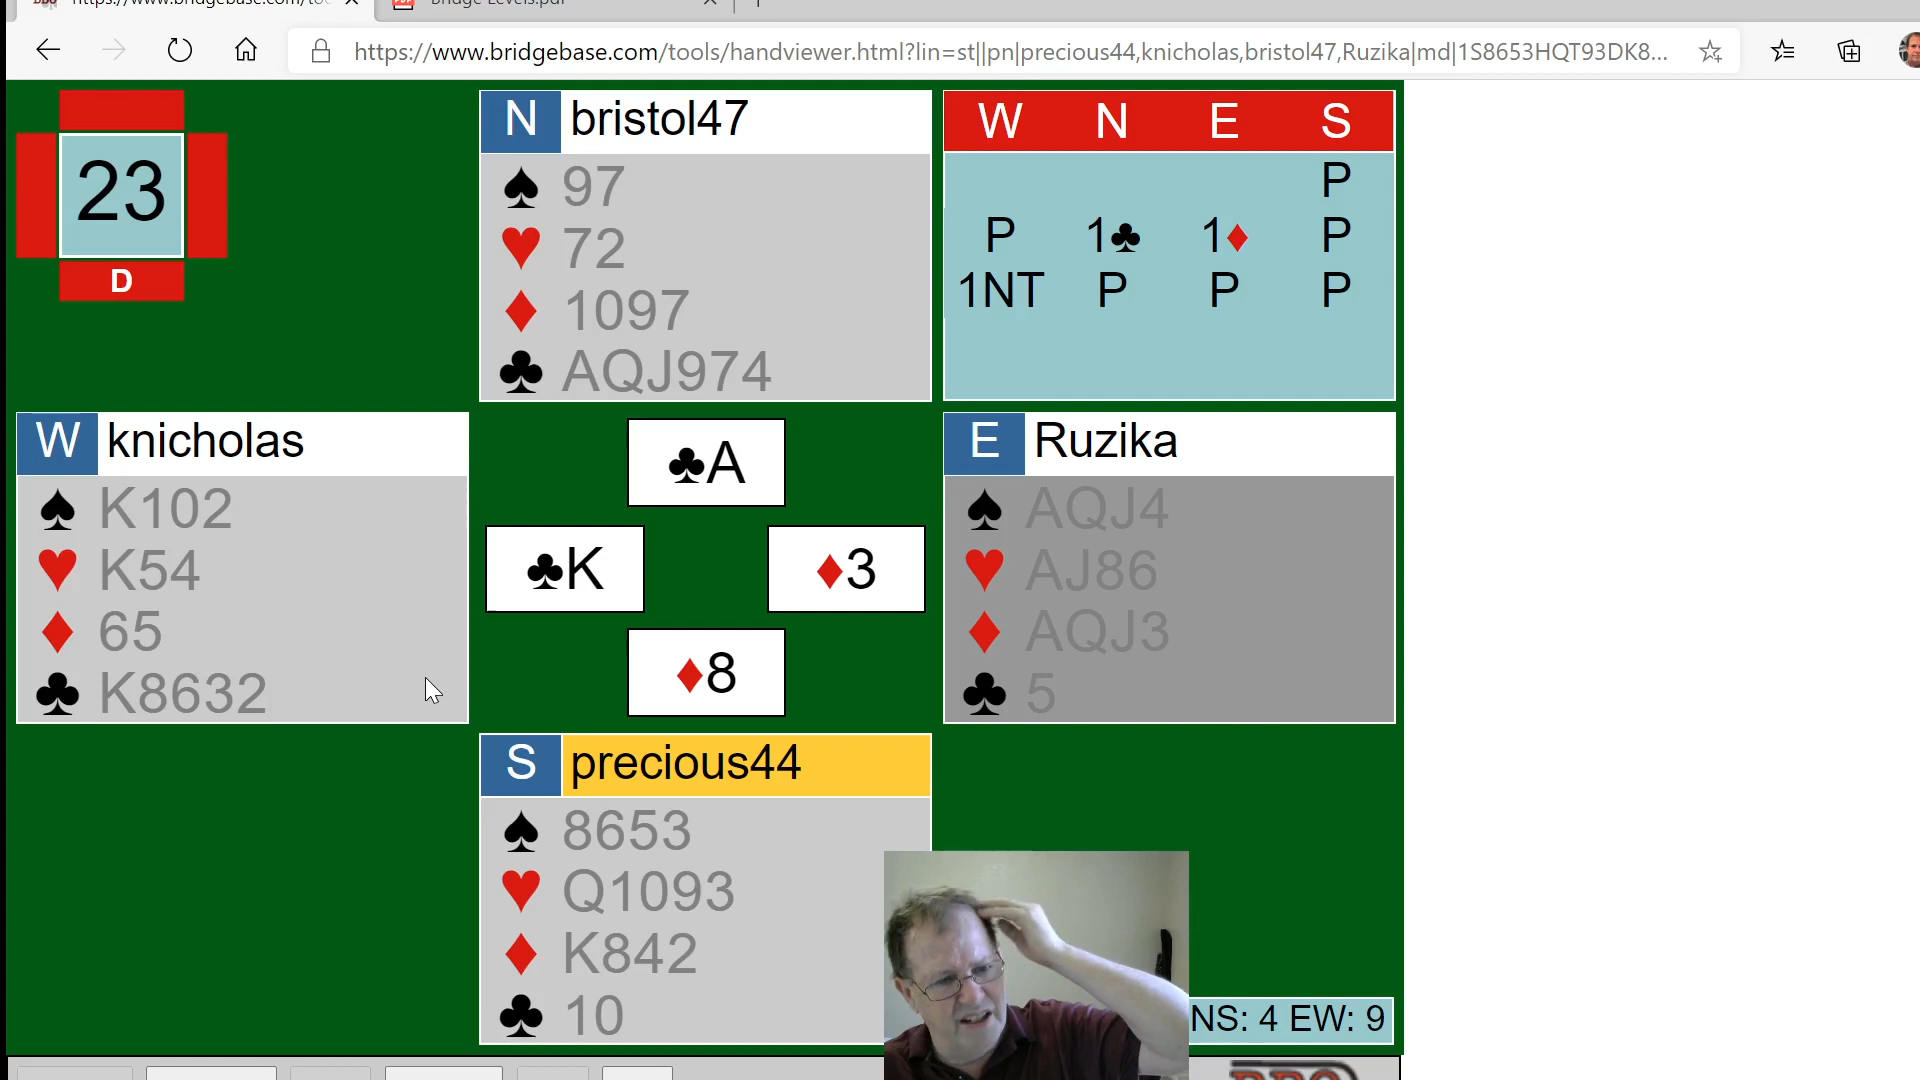 https://www.bridgebase.com/tools/handviewer.html?lin=st||pn|precious44,knicholas,bristol47,Ruzika|md|1S8653HQT93DK8...
23
D
N bristol47
♠ 97
♥ 72
♦ 1097
♣ AQJ974
W N E S
P
P 1♣ 1♦ P
1NT P P P
W knicholas
♠ K102
♥ K54
♦ 65
♣ K8632
♣A
♣K
♦3
♦8
E Ruzika
♠ AQJ4
♥ AJ86
♦ AQJ3
♣ 5
S precious44
♠ 8653
♥ Q1093
♦ K842
♣ 10
NS: 4 EW: 9